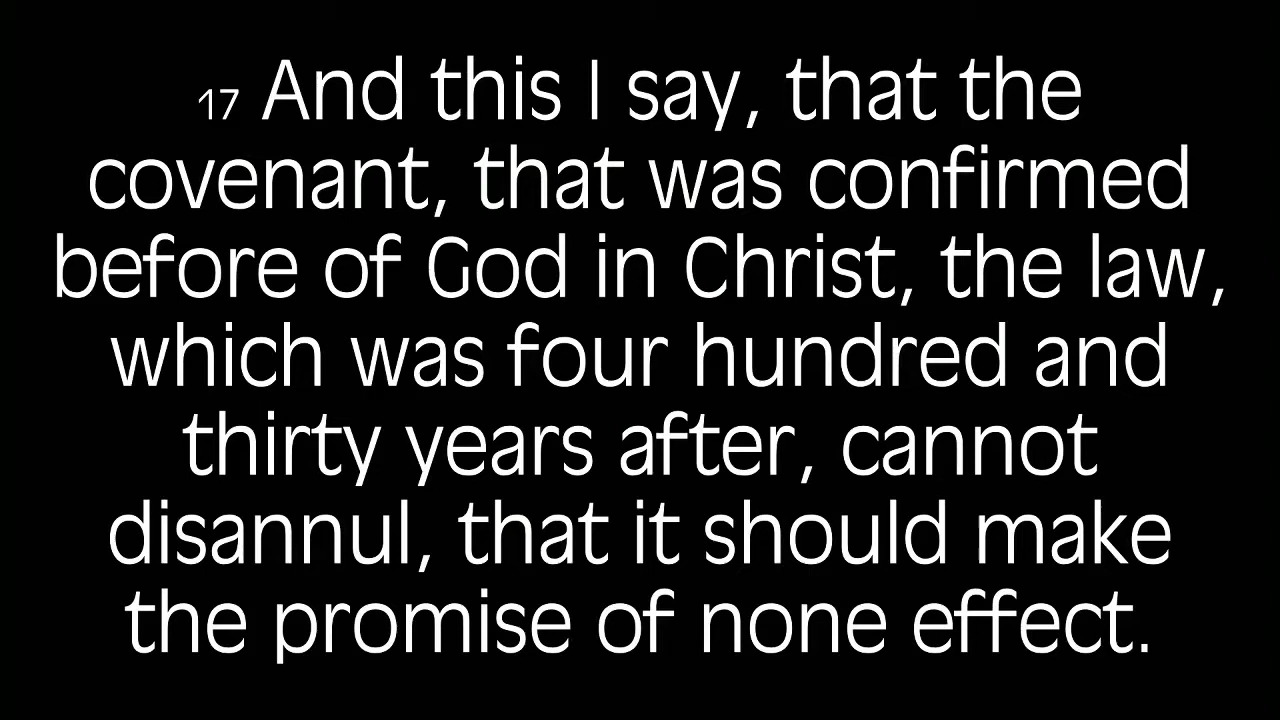 17 And this I say, that the
covenant, that was confirmed
before of God in Christ, the law,
which was four hundred and
thirty years after, cannot
disannul, that it should make
the promise of none effect.